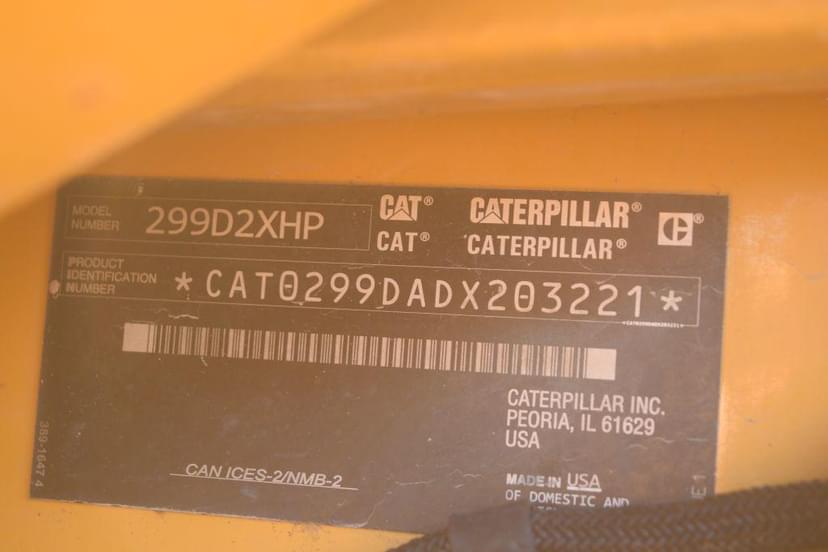 MODEL NUMBER 299D2XHP
CAT® CATERPILLAR® ®
CAT® CATERPILLAR®
PRODUCT IDENTIFICATION NUMBER *CAT0299DADX203221*
CATERPILLAR INC.
PEORIA, IL 61629
USA
389-1647 4
CAN ICES-2/NMB-2
MADE IN USA
OF DOMESTIC AND